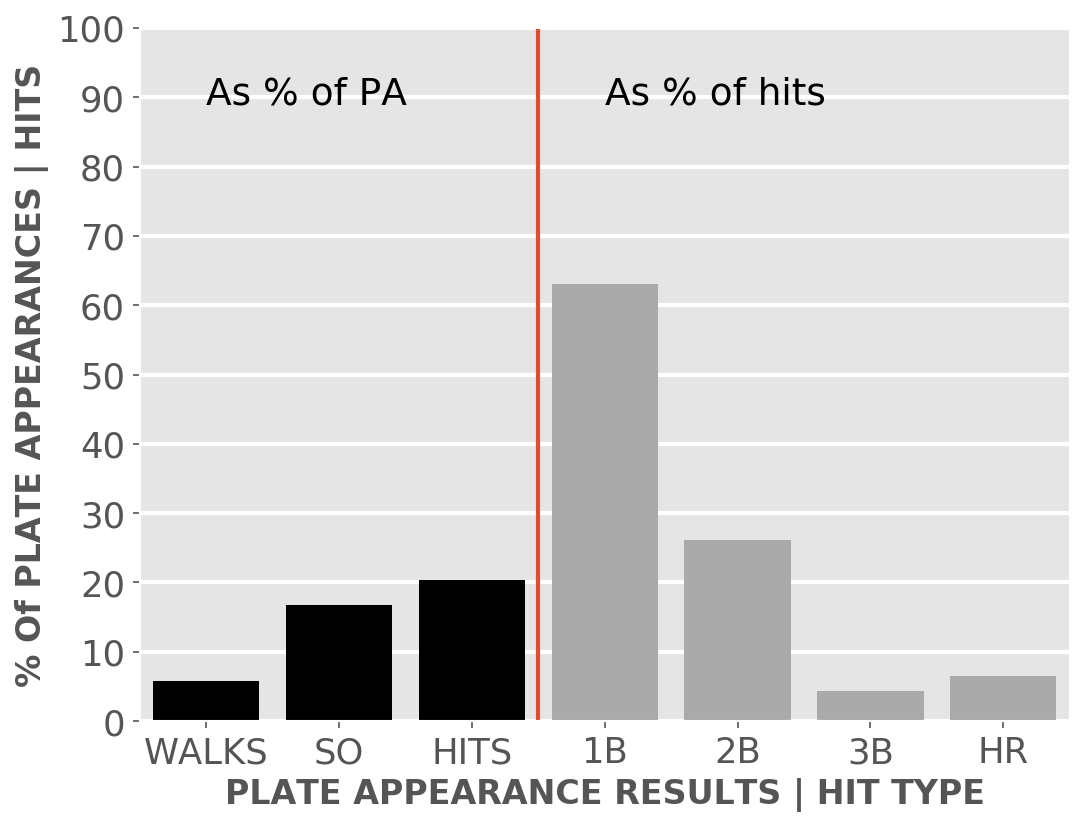 % Of PLATE APPEARANCES | HITS
100
90
80
70
60
50
40
30
20
10
0
As % of PA
As % of hits
WALKS SO HITS 1B 2B 3B HR
PLATE APPEARANCE RESULTS | HIT TYPE